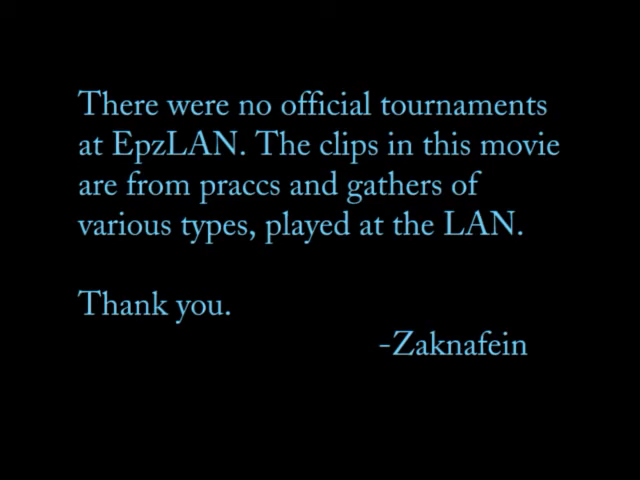 There were no official tournaments
at EpzLAN. The clips in this movie
are from praccs and gathers of
various types, played at the LAN.
Thank you.
-Zaknafein